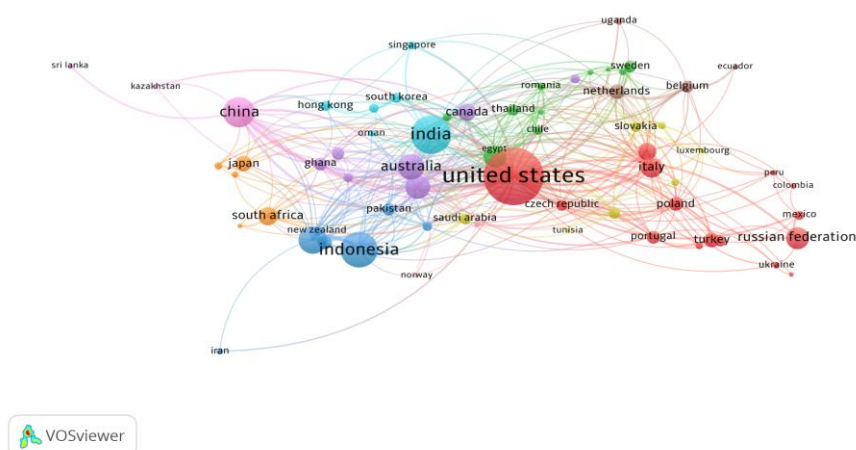 uganda
singapore
sri lanka
sweden
ecuador
kazakhstan
romania
netherlands
belgium
south korea
hong kong
china
canada
thailand
india
oman
chile
slovakia
egypt
luxembourg
japan
ghana
australia
italy
united states
peru
colombia
pakistan
czech republic
poland
south africa
saudi arabia
mexico
new zealand
tunisia
portugal
turkey
russian federation
indonesia
ukraine
norway
iran
VOSviewer